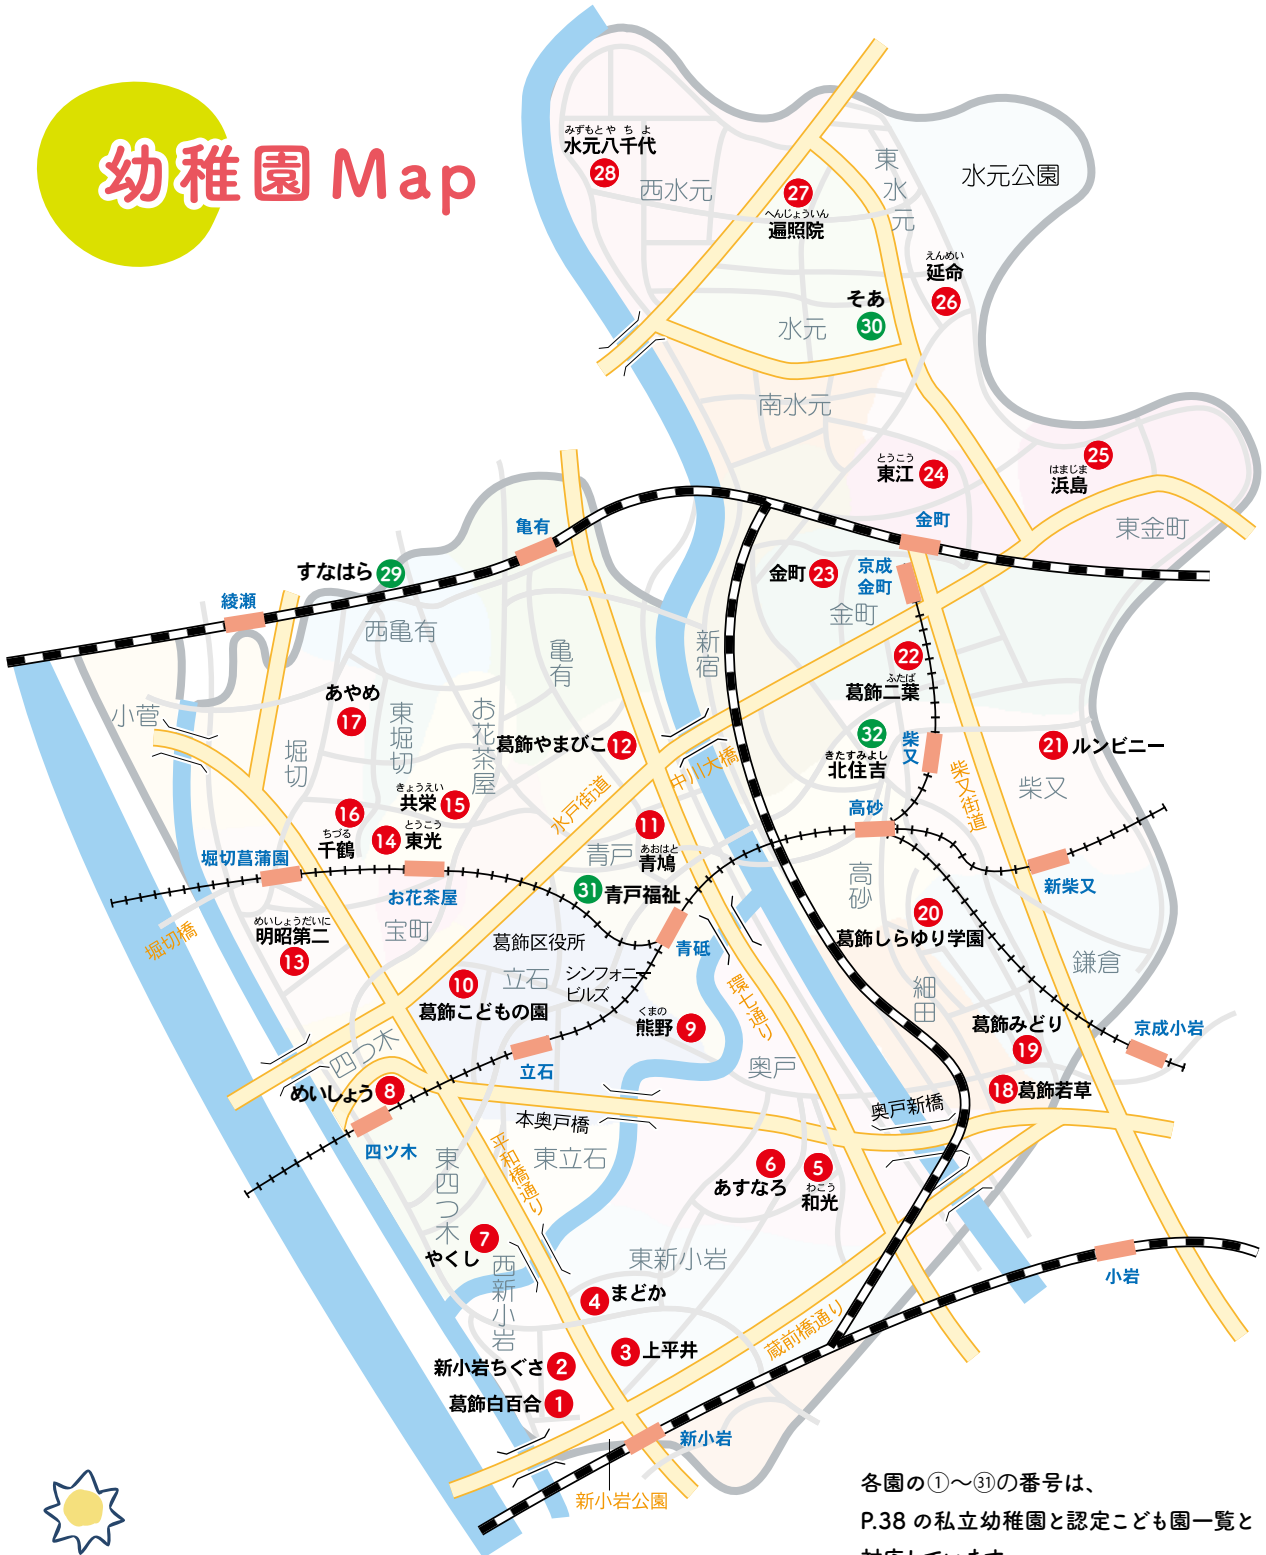 幼稚園Map
みずもとやちよ
水元八千代
28
西水元
27
へんじょういん
遍照院
東水元
水元公園
えんめい
延命
26
そあ
30
水元
南水元
とうこう
東江
24
25
はまじま
浜島
東金町
金町
亀有
すなはら
29
綾瀬
西亀有
金町
23
京成
金町
金町
新宿
亀有
22
ふたば
葛飾二葉
あやめ
17
小菅
堀切
東堀切
お花茶屋
葛飾やまびこ
12
32
きたすみよし
北住吉
柴又
21
ルンビニー
柴又
柴又街道
中川大橋
水戸街道
きょうえい
共栄
15
16
ちづる
千鶴
14
とうこう
東光
11
あおはと
青鳩
青戸
高砂
堀切菖蒲園
お花茶屋
31
青戸福祉
高砂
新柴又
20
葛飾しらゆり学園
めいしょうだいに
明昭第二
13
堀切橋
宝町
葛飾区役所
青砥
鎌倉
立石
シンフォニー
ビルズ
10
葛飾こどもの園
環七通り
細田
くまの
熊野
9
葛飾みどり
19
京成小岩
四つ木
立石
奥戸
めいしょう
8
18
葛飾若草
奥戸新橋
本奥戸橋
四ツ木
平和橋通り
東立石
東四つ木
6
あすなろ
5
わこう
和光
7
やくし
西新小岩
東新小岩
小岩
4
まどか
蔵前橋通り
3
上平井
新小岩ちぐさ
2
葛飾白百合
1
新小岩
新小岩公園
各園の①〜㉛の番号は、
P.38 の私立幼稚園と認定こども園一覧と
対応しています